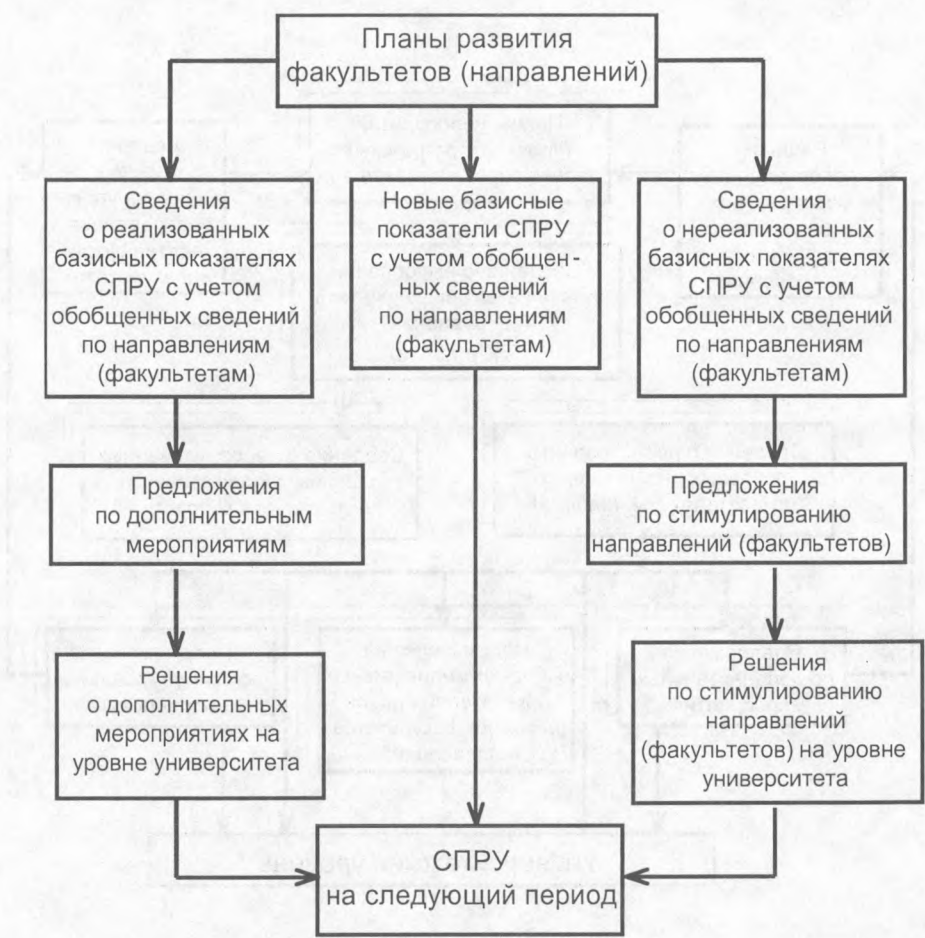 Планы развития
факультетов (направлений)
Сведения
о реализованных
базисных показателях
СПРУ с учетом
обобщенных сведений
по направлениям
(факультетам)
Новые базисные
показатели СПРУ
с учетом обобщен-
ных сведений
по направлениям
(факультетам)
Сведения
о нереализованных
базисных показателях
СПРУ с учетом
обобщенных сведений
по направлениям
(факультетам)
Предложения
по дополнительным
мероприятиям
Предложения
по стимулированию
направлений (факультетов)
Решения
о дополнительных
мероприятиях на
уровне университета
Решения
по стимулированию
направлений
(факультетов) на уровне
университета
СПРУ
на следующий период